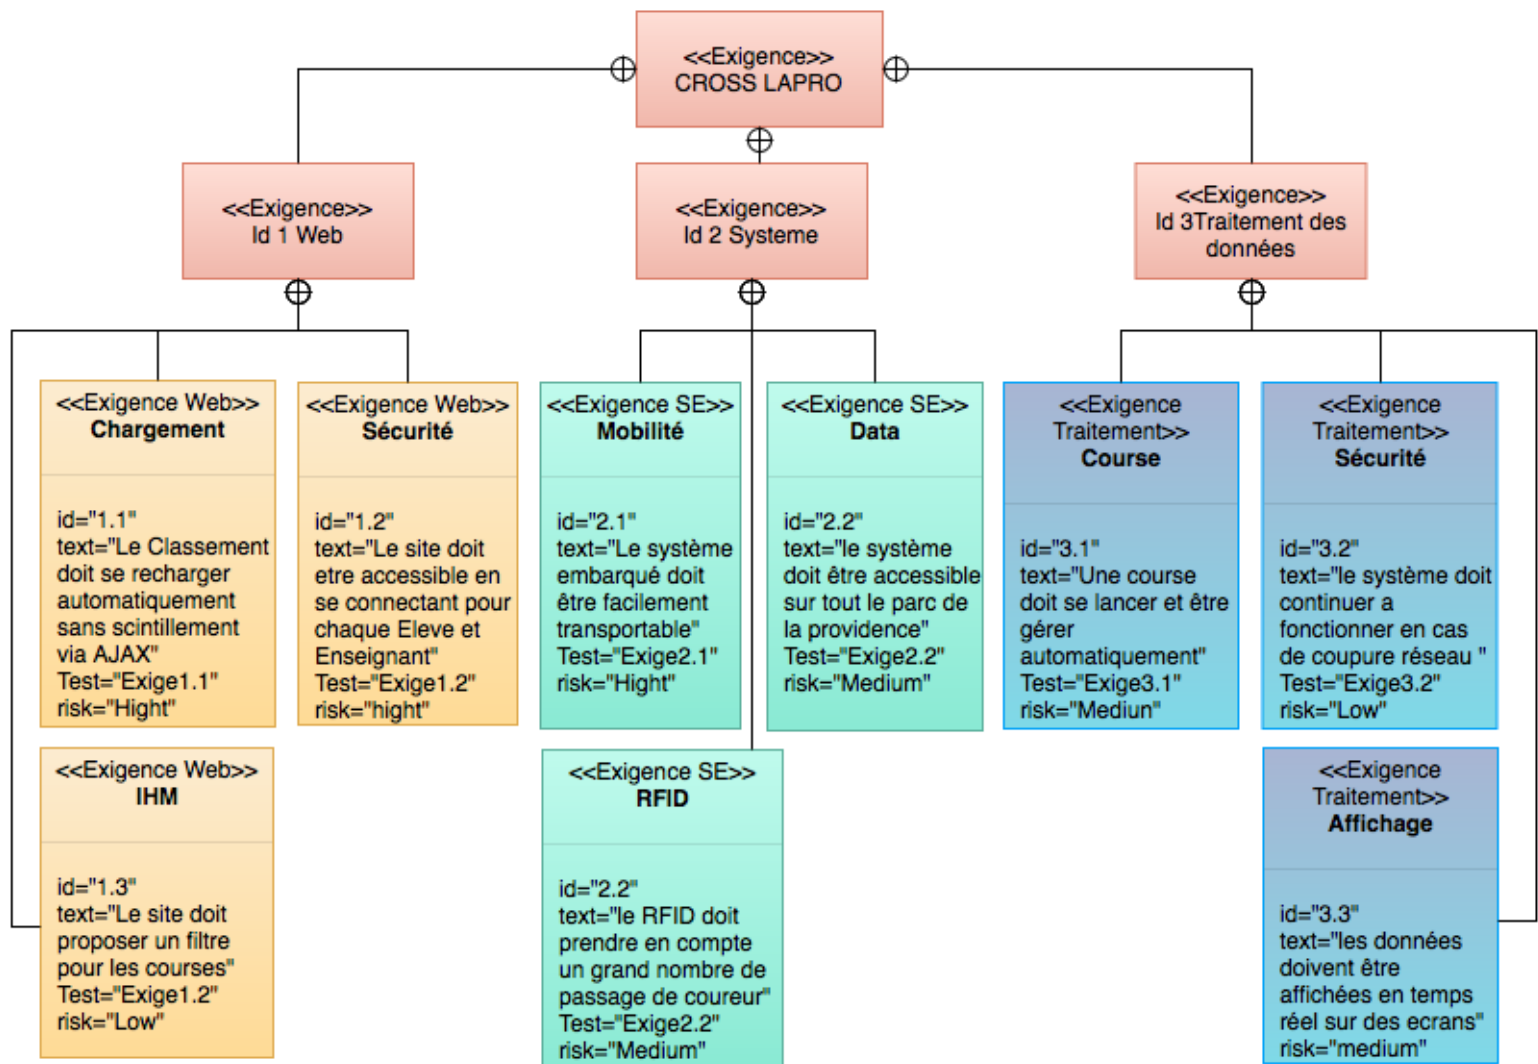 <<Exigence>>
CROSS LAPRO
<<Exigence>>
Id 1 Web
<<Exigence>>
Id 2 Systeme
<<Exigence>>
Id 3Traitement des
données
<<Exigence Web>>
Chargement
id="1.1"
text="Le Classement
doit se recharger
automatiquement
sans scintillement
via AJAX"
Test="Exige1.1"
risk="Hight"
<<Exigence Web>>
Sécurité
id="1.2"
text="Le site doit
etre accessible en
se connectant pour
chaque Eleve et
Enseignant"
Test="Exige1.2"
risk="hight"
<<Exigence SE>>
Mobilité
id="2.1"
text="Le système
embarqué doit
être facilement
transportable"
Test="Exige2.1"
risk="Hight"
<<Exigence SE>>
Data
id="2.2"
text="le système
doit être accessible
sur tout le parc de
la providence"
Test="Exige2.2"
risk="Medium"
<<Exigence
Traitement>>
Course
id="3.1"
text="Une course
doit se lancer et être
gérer
automatiquement"
Test="Exige3.1"
risk="Mediun"
<<Exigence
Traitement>>
Sécurité
id="3.2"
text="le système doit
continuer a
fonctionner en cas
de coupure réseau "
Test="Exige3.2"
risk="Low"
<<Exigence Web>>
IHM
id="1.3"
text="Le site doit
proposer un filtre
pour les courses"
Test="Exige1.2"
risk="Low"
<<Exigence SE>>
RFID
id="2.2"
text="le RFID doit
prendre en compte
un grand nombre de
passage de coureur"
Test="Exige2.2"
risk="Medium"
<<Exigence
Traitement>>
Affichage
id="3.3"
text="les données
doivent être
affichées en temps
réel sur des ecrans"
risk="medium"